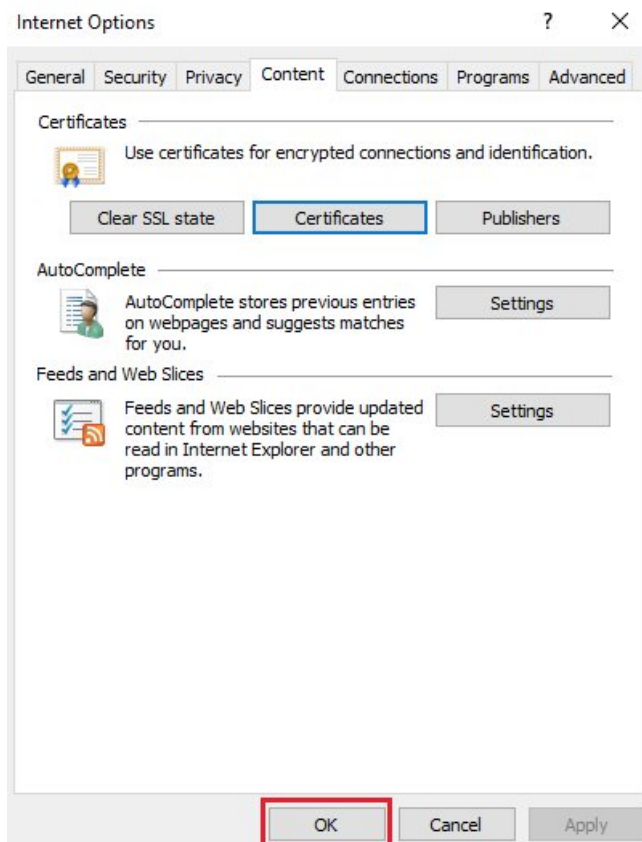 Internet Options
? X
General Security Privacy Content Connections Programs Advanced
Certificates
Use certificates for encrypted connections and identification.
Clear SSL state Certificates Publishers
AutoComplete
AutoComplete stores previous entries
on webpages and suggests matches
for you.
Settings
Feeds and Web Slices
Feeds and Web Slices provide updated
content from websites that can be
read in Internet Explorer and other
programs.
Settings
OK Cancel Apply